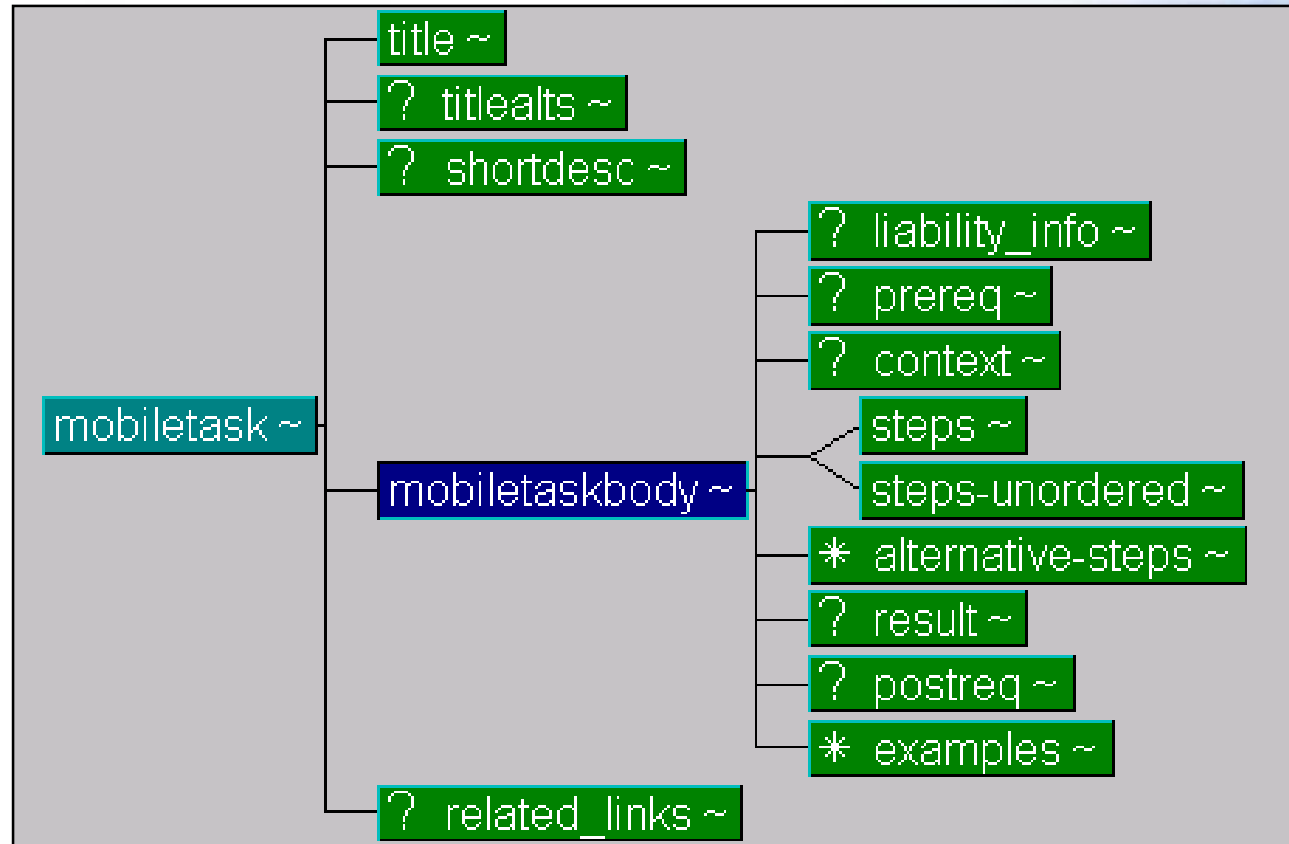 title ~
? titlealts ~
? shortdesc ~
? liability_info ~
? prereq ~
? context ~
mobiletask ~
steps ~
mobiletaskbody ~
steps-unordered ~
* alternative-steps ~
? result ~
? postreq ~
* examples ~
? related_links ~